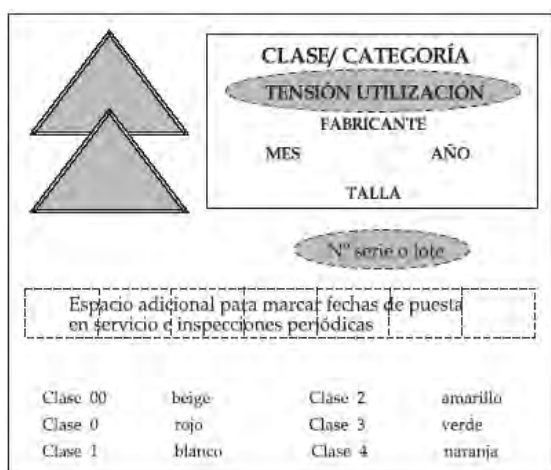 CLASE/ CATEGORÍA
TENSIÓN UTILIZACIÓN
FABRICANTE
MES AÑO
TALLA
Nº serie o lote
Espacio adicional para marcar fechas de puesta
en servicio e inspecciones periódicas
Clase 00 beige Clase 2 amarillo
Clase 0 rojo Clase 3 verde
Clase 1 blanco Clase 4 naranja